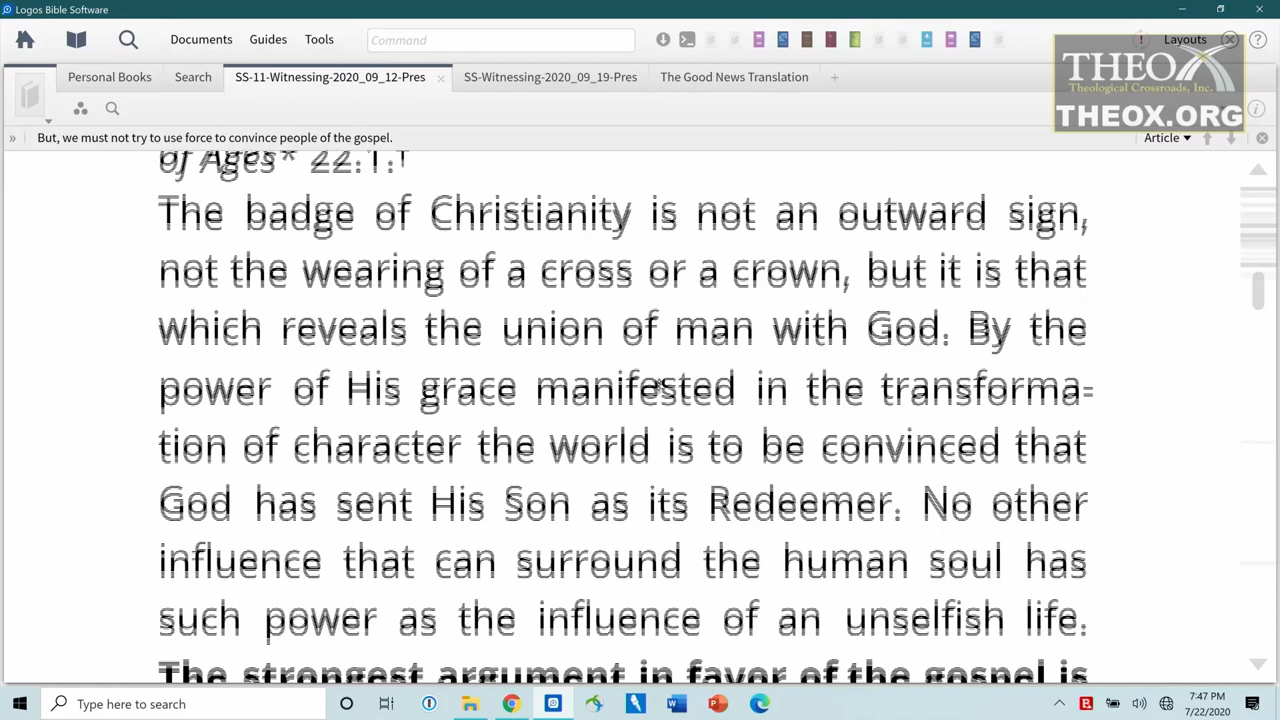 Logos Bible Software
Documents Guides Tools Command Layouts
THEOX
Theological Crossroads, Inc.
THEOX.ORG
Personal Books Search SS-11-Witnessing-2020_09_12-Pres SS-Witnessing-2020_09_19-Pres The Good News Translation
But, we must not try to use force to convince people of the gospel. Article
of Ages* 22.1.1
The badge of Christianity is not an outward sign,
not the wearing of a cross or a crown, but it is that
which reveals the union of man with God. By the
power of His grace manifested in the transforma-
tion of character the world is to be convinced that
God has sent His Son as its Redeemer. No other
influence that can surround the human soul has
such power as the influence of an unselfish life.
The strongest argument in favor of the gospel is
Type here to search
7:47 PM
7/22/2020